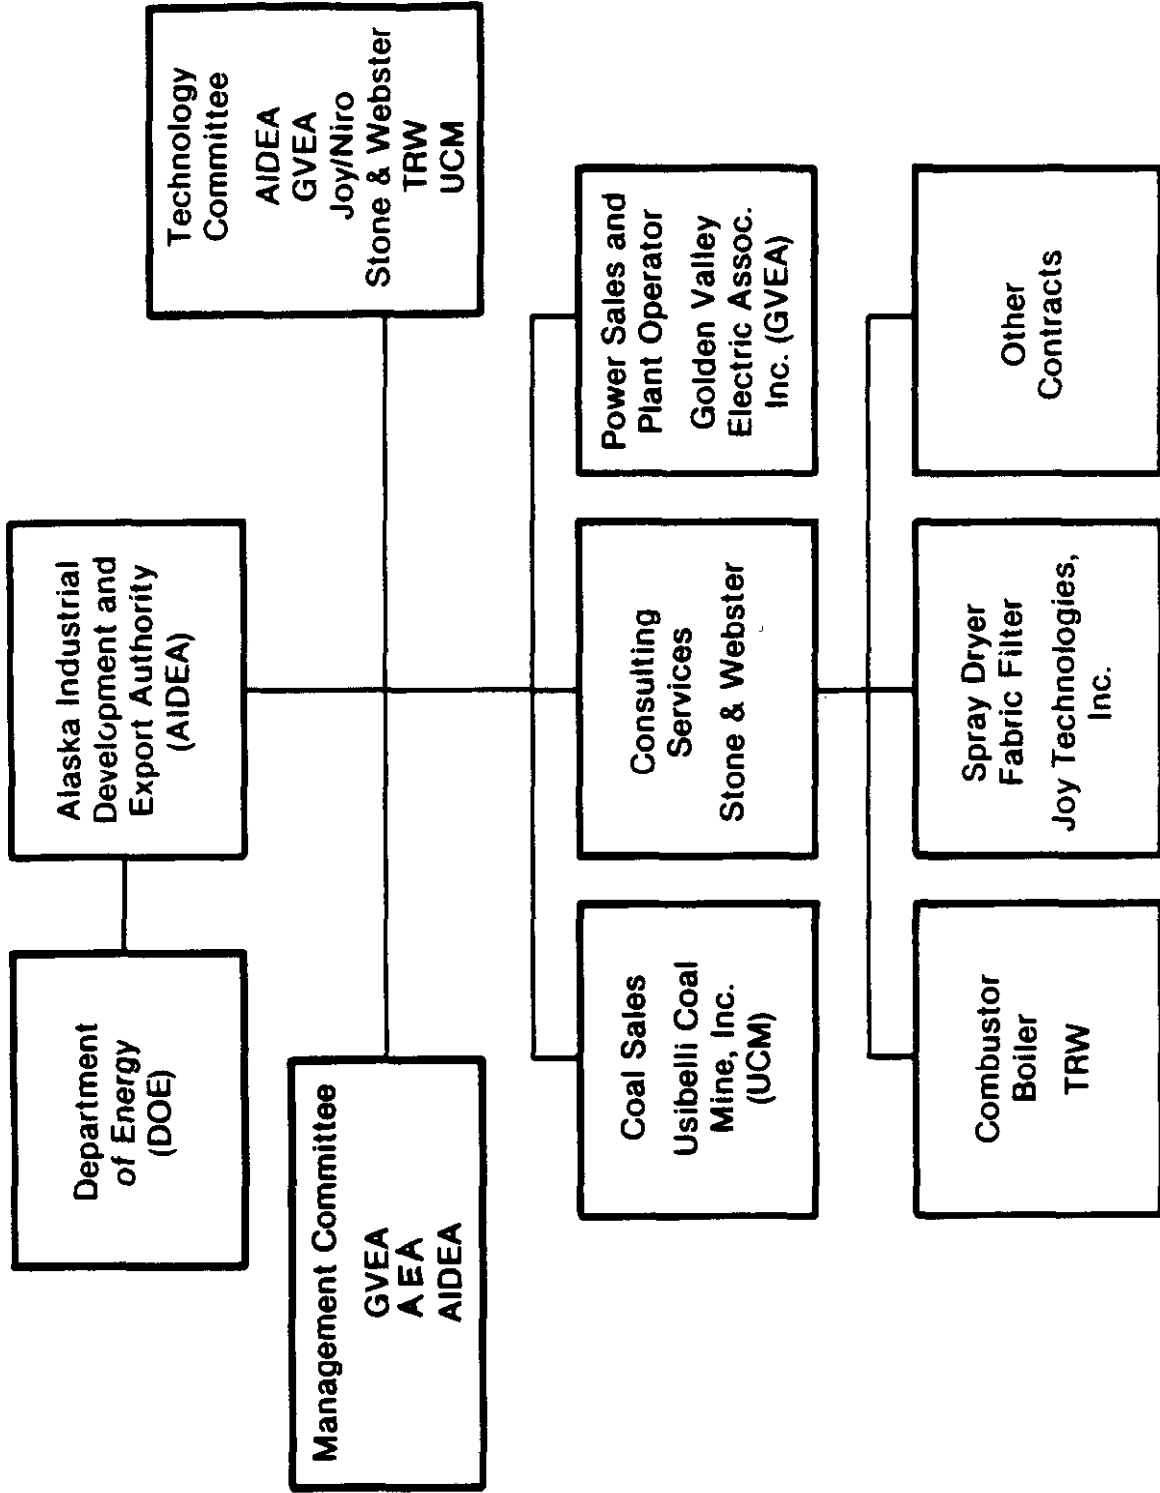 Department
of Energy
(DOE)
Alaska Industrial
Development and
Export Authority
(AIDEA)
Management Committee
GVEA
AEA
AIDEA
Technology
Committee
AIDEA
GVEA
Joy/Niro
Stone & Webster
TRW
UCM
Coal Sales
Usibelli Coal
Mine, Inc.
(UCM)
Consulting
Services
Stone & Webster
Power Sales and
Plant Operator
Golden Valley
Electric Assoc.
Inc. (GVEA)
Combustor
Boiler
TRW
Spray Dryer
Fabric Filter
Joy Technologies,
Inc.
Other
Contracts